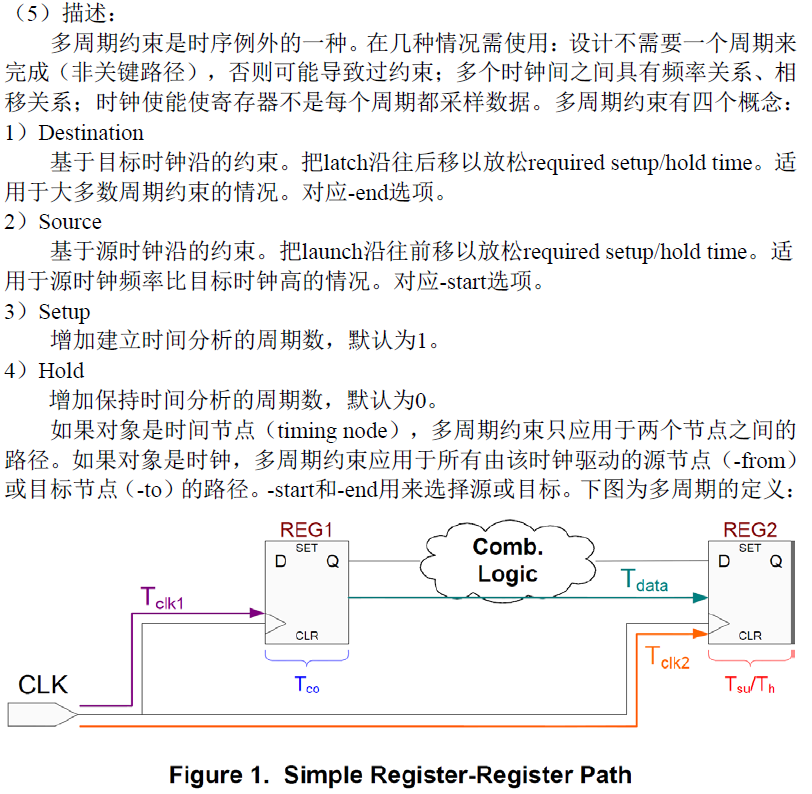 （5）描述：
多周期约束是时序例外的一种。在几种情况需使用：设计不需要一个周期来
完成（非关键路径），否则可能导致过约束；多个时钟间之间具有频率关系、相
移关系；时钟使能使寄存器不是每个周期都采样数据。多周期约束有四个概念：
1）Destination
基于目标时钟沿的约束。把latch沿往后移以放松required setup/hold time。适
用于大多数周期约束的情况。对应-end选项。
2）Source
基于源时钟沿的约束。把launch沿往前移以放松required setup/hold time。适
用于源时钟频率比目标时钟高的情况。对应-start选项。
3）Setup
增加建立时间分析的周期数，默认为1。
4）Hold
增加保持时间分析的周期数，默认为0。
如果对象是时间节点（timing node），多周期约束只应用于两个节点之间的
路径。如果对象是时钟，多周期约束应用于所有由该时钟驱动的源节点（-from）
或目标节点（-to）的路径。-start和-end用来选择源或目标。下图为多周期的定义：
REG1
SET
D Q
CLR
Comb.
Logic
REG2
SET
D Q
CLR
Tclk1
Tdata
Tclk2
CLK
Tco
Tsu/Th
Figure 1. Simple Register-Register Path